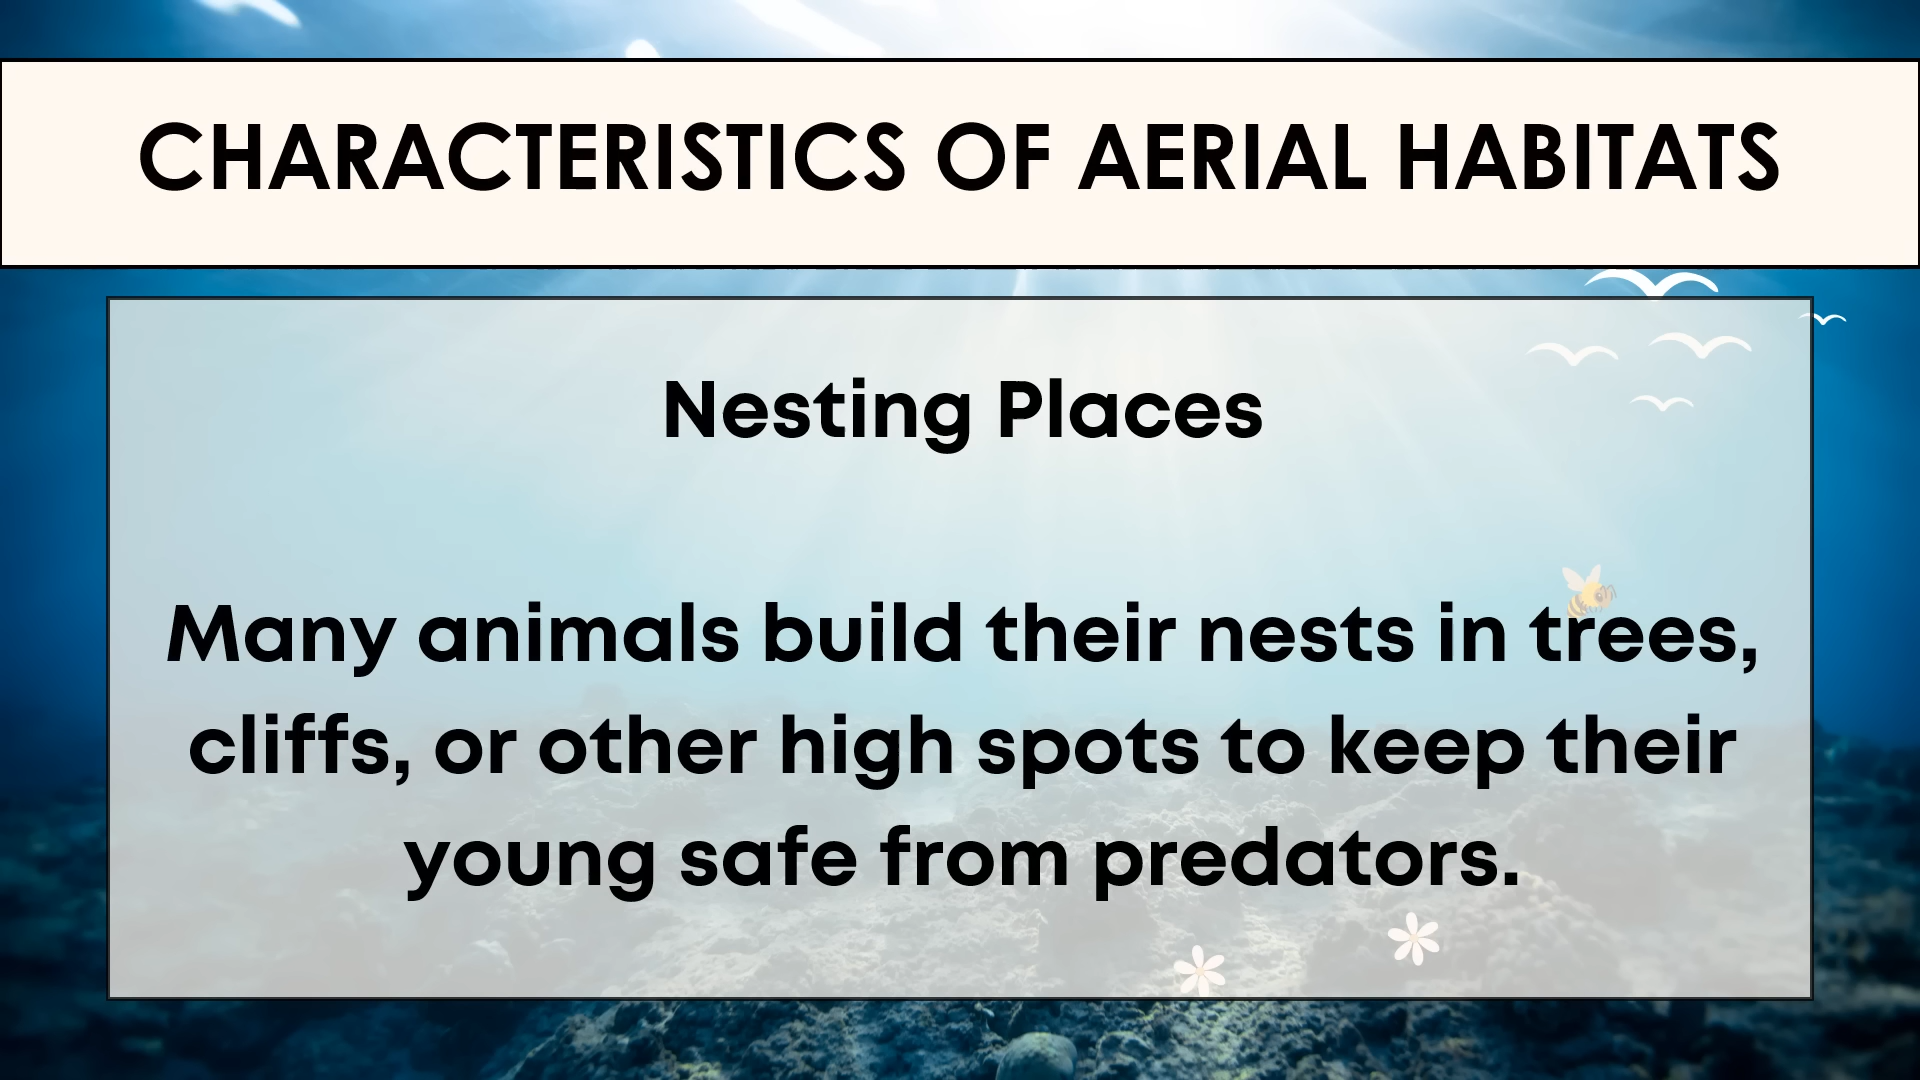 CHARACTERISTICS OF AERIAL HABITATS
Nesting Places
Many animals build their nests in trees,
cliffs, or other high spots to keep their
young safe from predators.